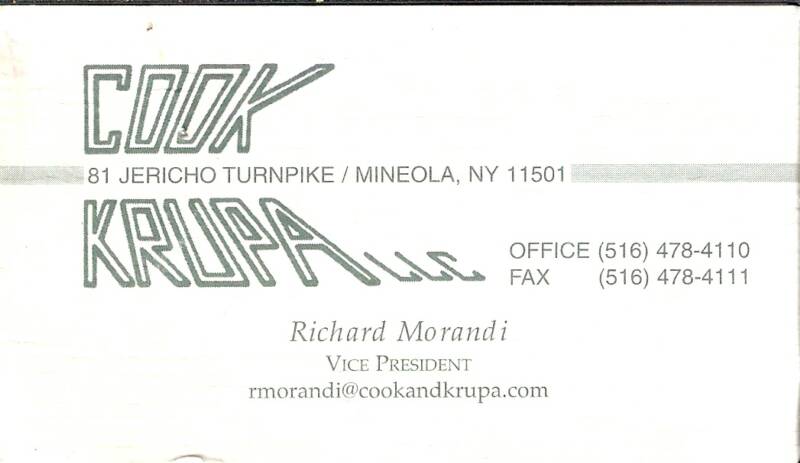 COOK
81 JERICHO TURNPIKE / MINEOLA, NY 11501
KRUPA LLC
OFFICE (516) 478-4110
FAX (516) 478-4111
Richard Morandi
VICE PRESIDENT
rmorandi@cookandkrupa.com